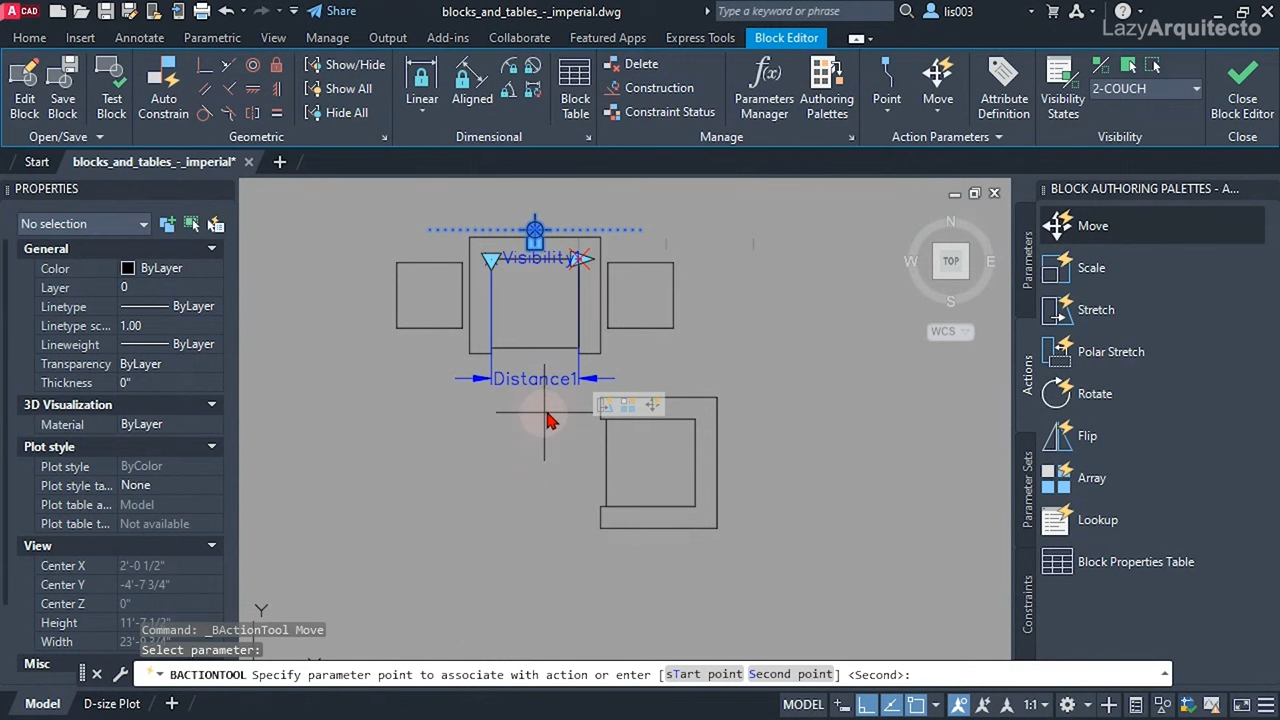 CAD
Share
blocks_and_tables_-_imperial.dwg
Type a keyword or phrase
lis003
LazyArquitecto
Home Insert Annotate Parametric View Manage Output Add-ins Collaborate Featured Apps Express Tools Block Editor
Edit Block
Save Block
Test Block
Auto Constrain
Show/Hide
Show All
Hide All
Linear
Aligned
Block Table
Delete
Construction
Constraint Status
Parameters Manager
Authoring Palettes
Point
Move
Attribute Definition
Visibility States
2-COUCH
Close Block Editor
Open/Save Geometric Dimensional Manage Action Parameters Visibility Close
Start
blocks_and_tables_-_imperial*
PROPERTIES
No selection
General
Color ByLayer
Layer 0
Linetype ByLayer
Linetype sc... 1.00
Lineweight ByLayer
Transparency ByLayer
Thickness 0"
3D Visualization
Material ByLayer
Plot style
Plot style ByColor
Plot style ta... None
Plot table a... Model
Plot table t... Not available
View
Center X 2'-0 1/2"
Center Y -4'-7 3/4"
Center Z 0"
Height 11'-7 1/2"
Misc
Distance1
N
W TOP E
S
WCS
Y
BLOCK AUTHORING PALETTES - A...
Move
Scale
Stretch
Polar Stretch
Rotate
Flip
Array
Lookup
Block Properties Table
Parameters
Actions
Parameter Sets
Constraints
Command: _BActionTool Move
Select parameter:
BACTIONTOOL Specify parameter point to associate with action or enter [sTart point Second point] <Second>:
Model D-size Plot
MODEL 1:1